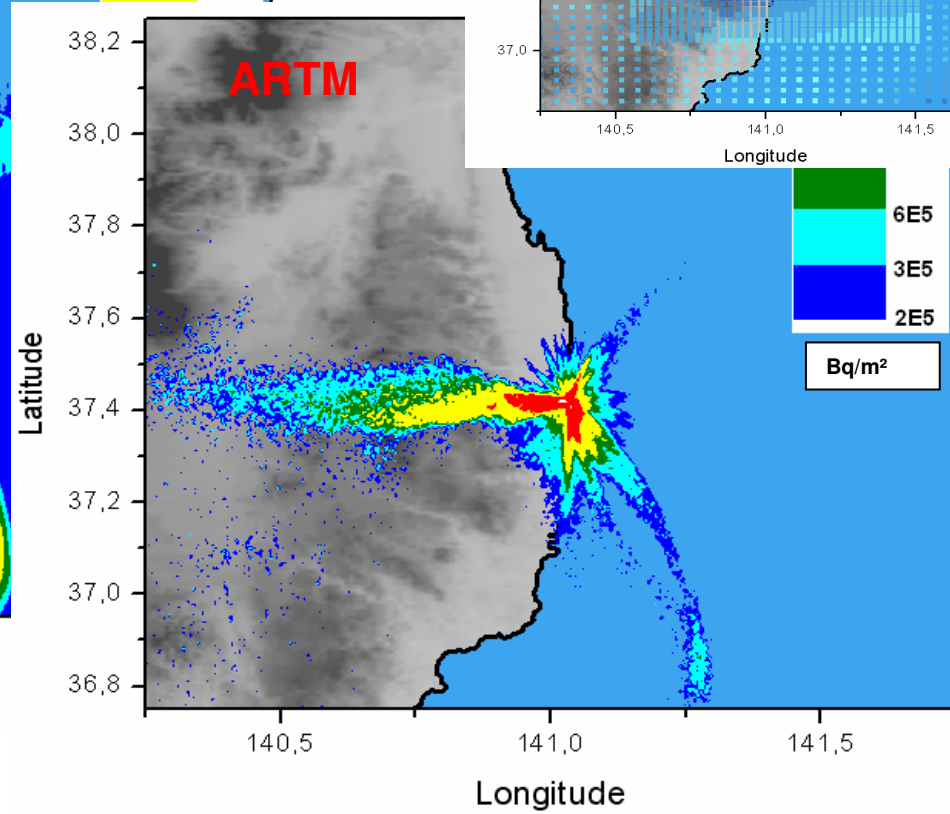 ARTM
38,2
38,0
37,8
37,6
37,4
37,2
37,0
36,8
Latitude
140,5
141,0
141,5
Longitude
37,0
140,5
141,0
141,5
Longitude
6E5
3E5
2E5
Bq/m²